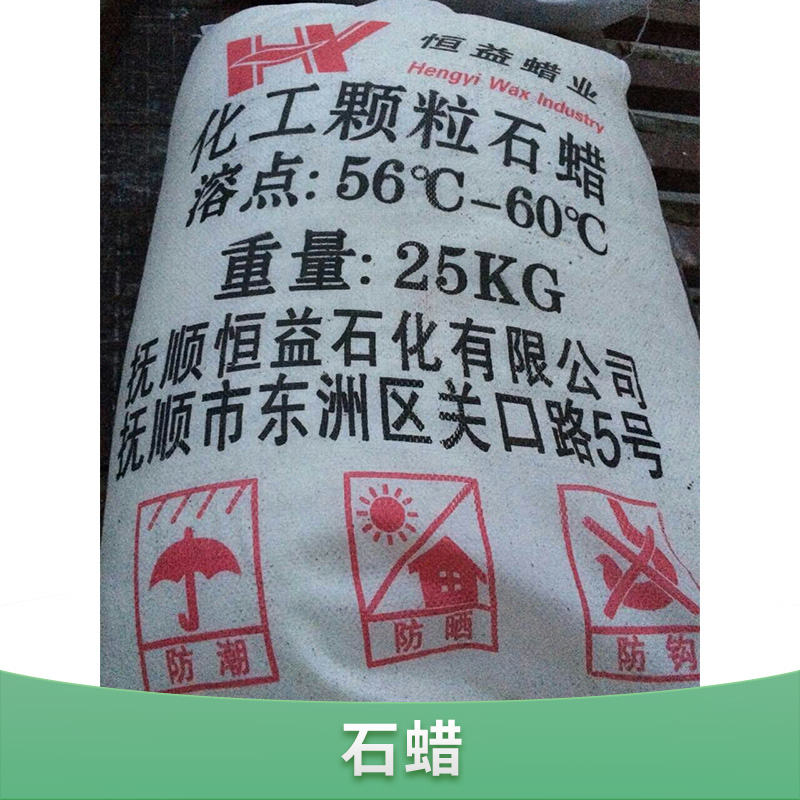 HY 恒益蜡业
Hengyi Wax Industry
化工颗粒石蜡
溶点:56℃-60℃
重量:25KG
抚顺恒益石化有限公司
抚顺市东洲区关口路5号
防潮 防晒 防钩
石蜡